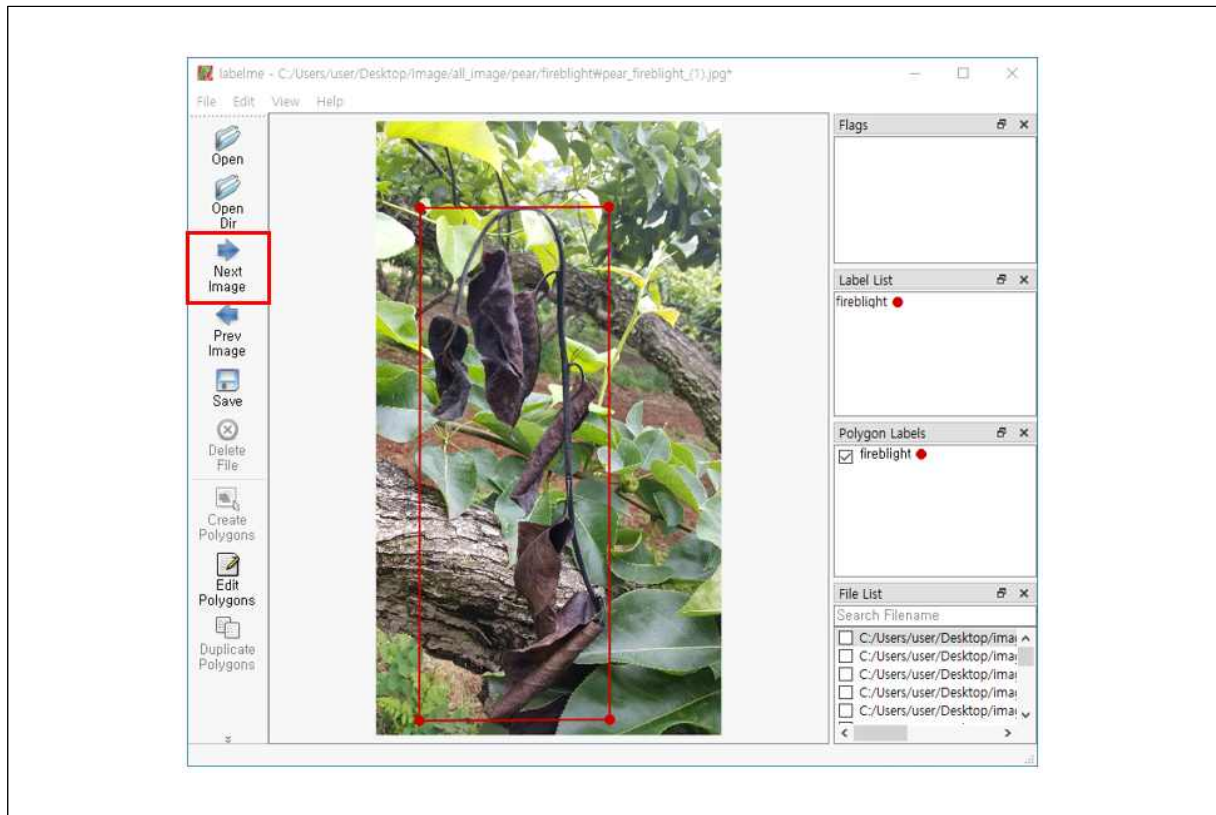 labelme - C:/Users/user/Desktop/Image/all_image/pear/fireblight₩pear_fireblight_(1).jpg*
File Edit View Help
Open
Open
Dir
Next
Image
Prev
Image
Save
Delete
File
Create
Polygons
Edit
Polygons
Duplicate
Polygons
Flags
Label List
fireblight
Polygon Labels
fireblight
File List
Search Filename
C:/Users/user/Desktop/ima
C:/Users/user/Desktop/ima
C:/Users/user/Desktop/ima
C:/Users/user/Desktop/ima
C:/Users/user/Desktop/ima